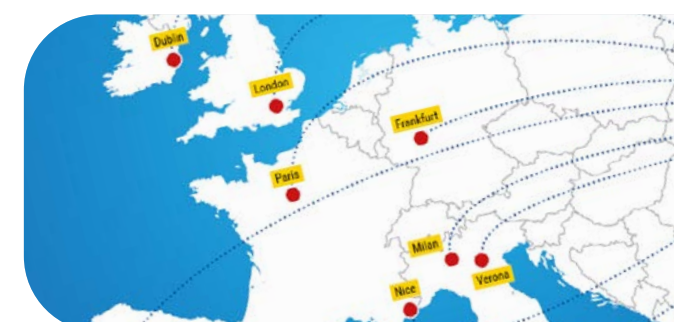 Dublin
London
Frankfurt
Paris
Milan
Verona
Nice